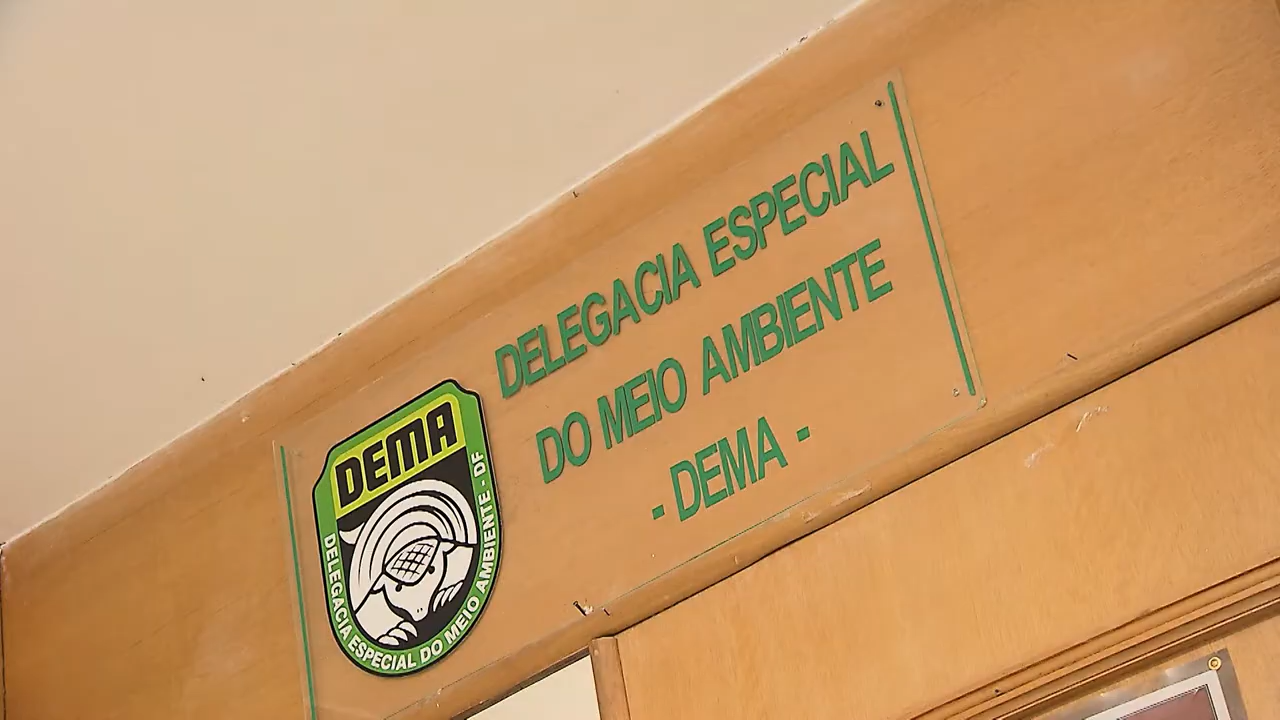 DELEGACIA ESPECIAL
DO MEIO AMBIENTE
- DEMA -
DEMA
DELEGACIA ESPECIAL DO MEIO AMBIENTE - DF